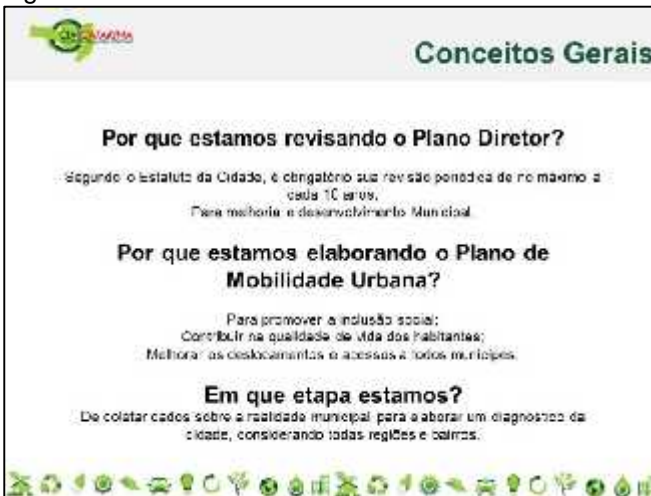 CINCATARINA
Conceitos Gerais
Por que estamos revisando o Plano Diretor?
Segundo o Estatuto da Cidade, é obrigatório sua revisão periódica de no máximo a
cada 10 anos.
Para melhoria e desenvolvimento Municipal.
Por que estamos elaborando o Plano de
Mobilidade Urbana?
Para promover a inclusão social;
Contribuir na qualidade de vida dos habitantes;
Melhorar os deslocamentos e acessos a todos munícipes.
Em que etapa estamos?
De coletar dados sobre a realidade municipal para elaborar um diagnóstico da
cidade, considerando todas regiões e bairros.